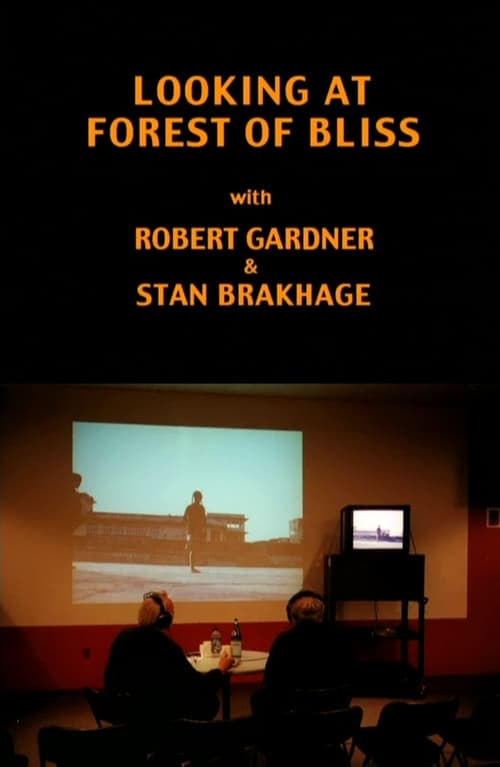 LOOKING AT
FOREST OF BLISS
with
ROBERT GARDNER
&
STAN BRAKHAGE